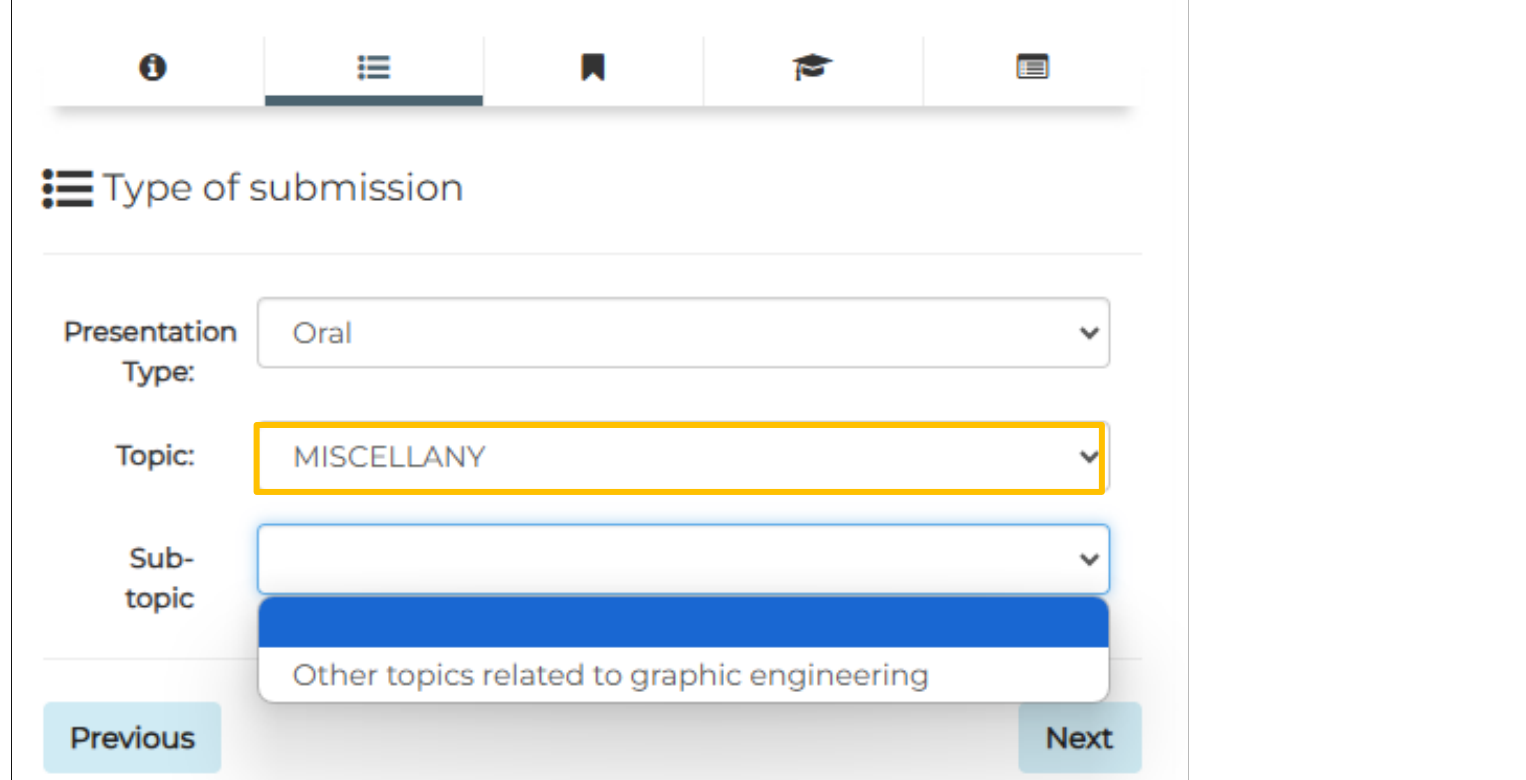 Type of submission
Presentation
Type:
Oral
Topic:
MISCELLANY
Sub-
topic
Other topics related to graphic engineering
Previous
Next